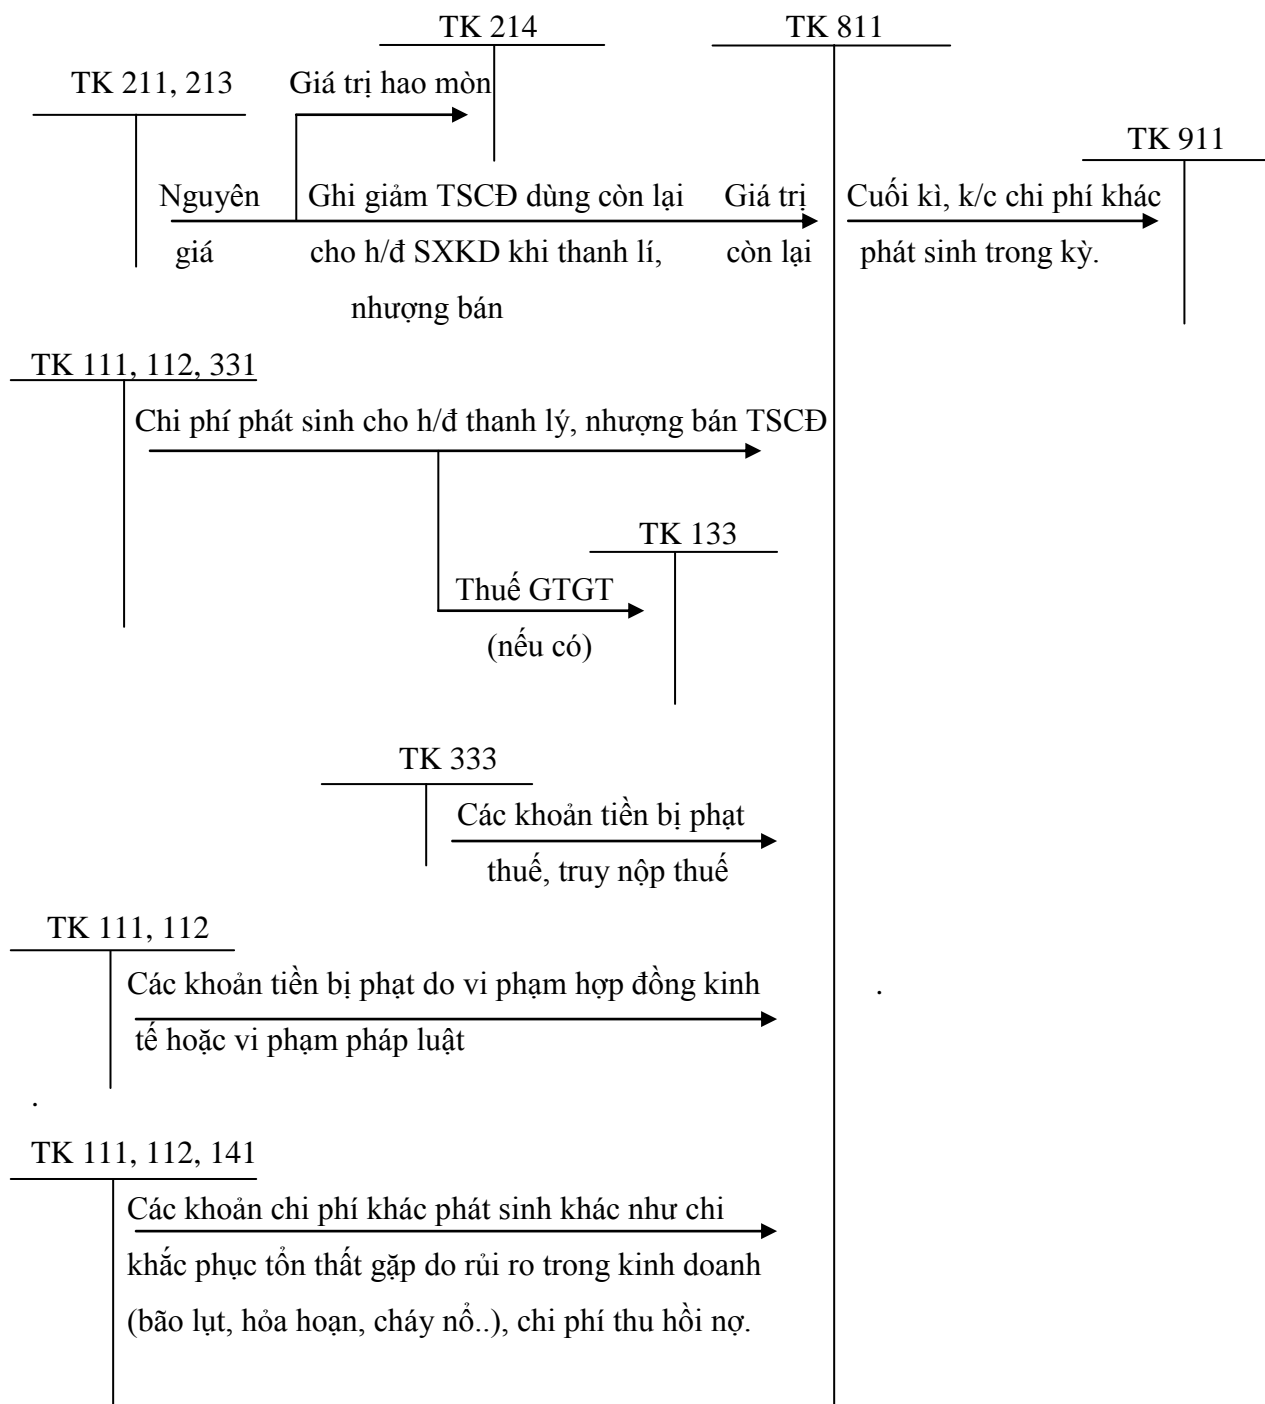 TK 214
TK 811
TK 211, 213
Giá trị hao mòn
TK 911
Nguyên
giá
Ghi giảm TSCĐ dùng còn lại
cho h/đ SXKD khi thanh lí,
nhượng bán
Giá trị
còn lại
Cuối kì, k/c chi phí khác
phát sinh trong kỳ.
TK 111, 112, 331
Chi phí phát sinh cho h/đ thanh lý, nhượng bán TSCĐ
TK 133
Thuế GTGT
(nếu có)
TK 333
Các khoản tiền bị phạt
thuế, truy nộp thuế
TK 111, 112
Các khoản tiền bị phạt do vi phạm hợp đồng kinh
tế hoặc vi phạm pháp luật
.
.
TK 111, 112, 141
Các khoản chi phí khác phát sinh khác như chi
khắc phục tổn thất gặp do rủi ro trong kinh doanh
(bão lụt, hỏa hoạn, cháy nổ..), chi phí thu hồi nợ.